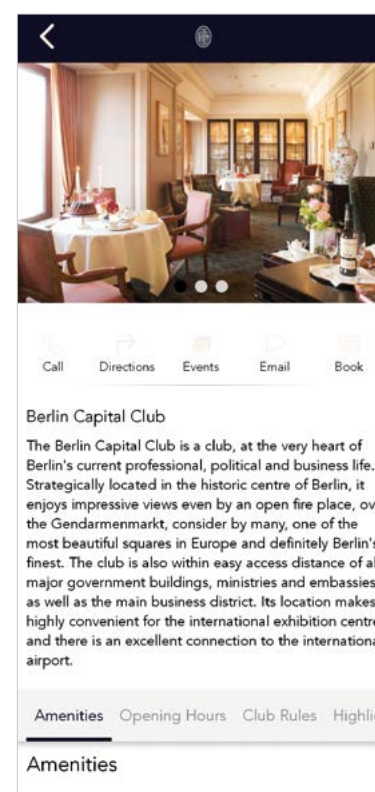 Call Directions Events Email Book
Berlin Capital Club
The Berlin Capital Club is a club, at the very heart of
Berlin's current professional, political and business life.
Strategically located in the historic centre of Berlin, it
enjoys impressive views even by an open fire place, ov
the Gendarmenmarkt, consider by many, one of the
most beautiful squares in Europe and definitely Berlin's
finest. The club is also within easy access distance of al
major government buildings, ministries and embassies
as well as the main business district. Its location makes
highly convenient for the international exhibition centre
and there is an excellent connection to the internationa
airport.
Amenities Opening Hours Club Rules Highli
Amenities